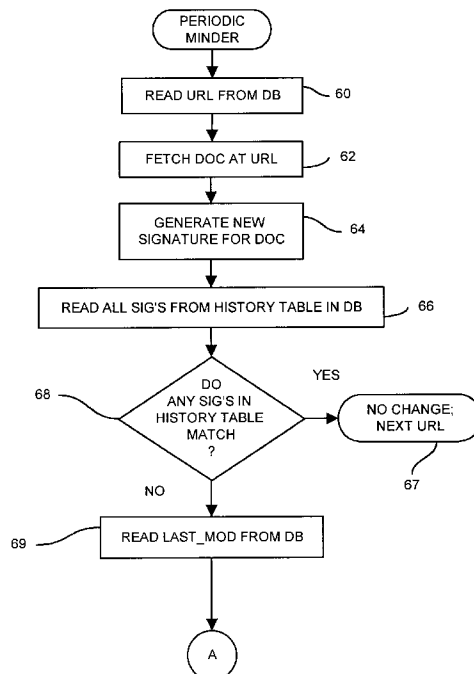 PERIODIC
MINDER
READ URL FROM DB
60
FETCH DOC AT URL
62
GENERATE NEW
SIGNATURE FOR DOC
64
READ ALL SIG'S FROM HISTORY TABLE IN DB
66
68
DO
ANY SIG'S IN
HISTORY TABLE
MATCH
?
YES
NO CHANGE;
NEXT URL
67
NO
69
READ LAST_MOD FROM DB
A